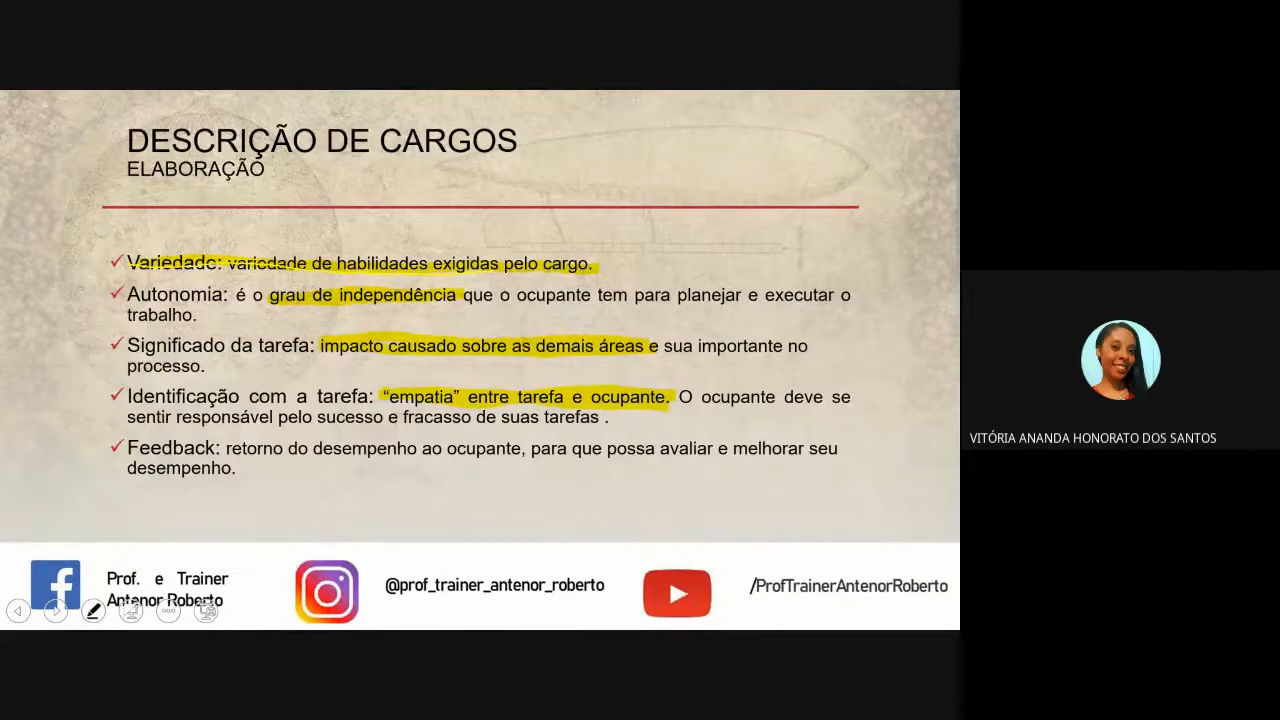 DESCRIÇÃO DE CARGOS
ELABORAÇÃO
Variedade: variedade de habilidades exigidas pelo cargo.
Autonomia: é o grau de independência que o ocupante tem para planejar e executar o
trabalho.
Significado da tarefa: impacto causado sobre as demais áreas e sua importante no
processo.
Identificação com a tarefa: “empatia” entre tarefa e ocupante. O ocupante deve se
sentir responsável pelo sucesso e fracasso de suas tarefas .
Feedback: retorno do desempenho ao ocupante, para que possa avaliar e melhorar seu
desempenho.
Prof. e Trainer
Antenor Roberto
@prof_trainer_antenor_roberto
/ProfTrainerAntenorRoberto
VITÓRIA ANANDA HONORATO DOS SANTOS